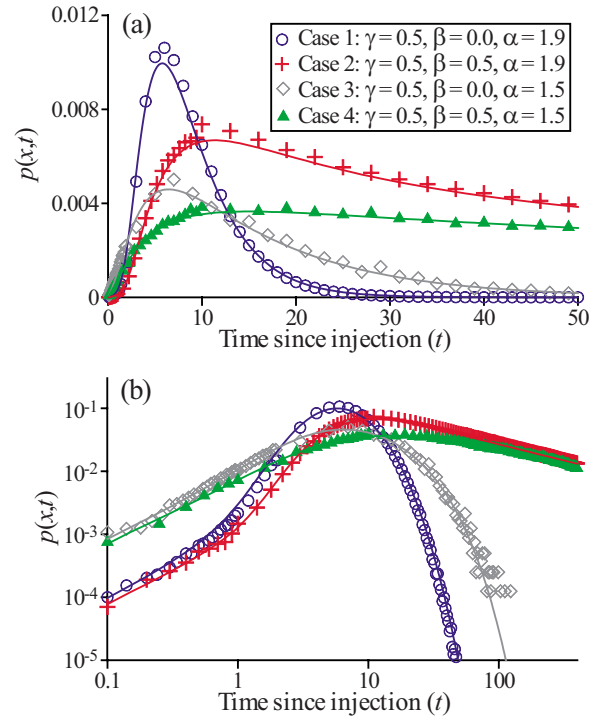 (a)
Case 1: γ = 0.5, β = 0.0, α = 1.9
Case 2: γ = 0.5, β = 0.5, α = 1.9
Case 3: γ = 0.5, β = 0.0, α = 1.5
Case 4: γ = 0.5, β = 0.5, α = 1.5
0.012
0.008
0.004
0
p(x,t)
0 10 20 30 40 50
Time since injection (t)
(b)
10⁻¹
10⁻²
10⁻³
10⁻⁴
10⁻⁵
p(x,t)
0.1 1 10 100
Time since injection (t)